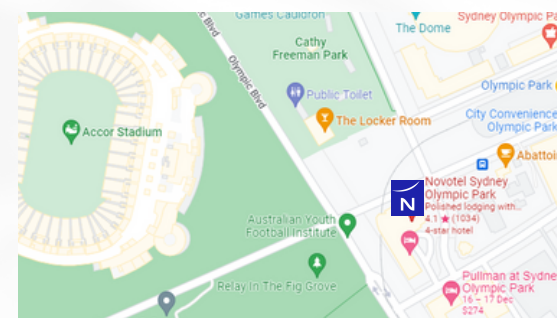 Games Cauldron
The Dome
Sydney Olympic Pa
Cathy
Freeman Park
Olympic Blvd
Olympic Park
Public Toilet
The Locker Room
City Convenience
Olympic Park
Accor Stadium
Abattoi
N
Novotel Sydney
Olympic Park
Polished lodging with...
4.1 ★ (1034)
4-star hotel
Australian Youth
Football Institute
Relay In The Fig Grove
Pullman at Sydne
Olympic Park
16 – 17 Dec
$274